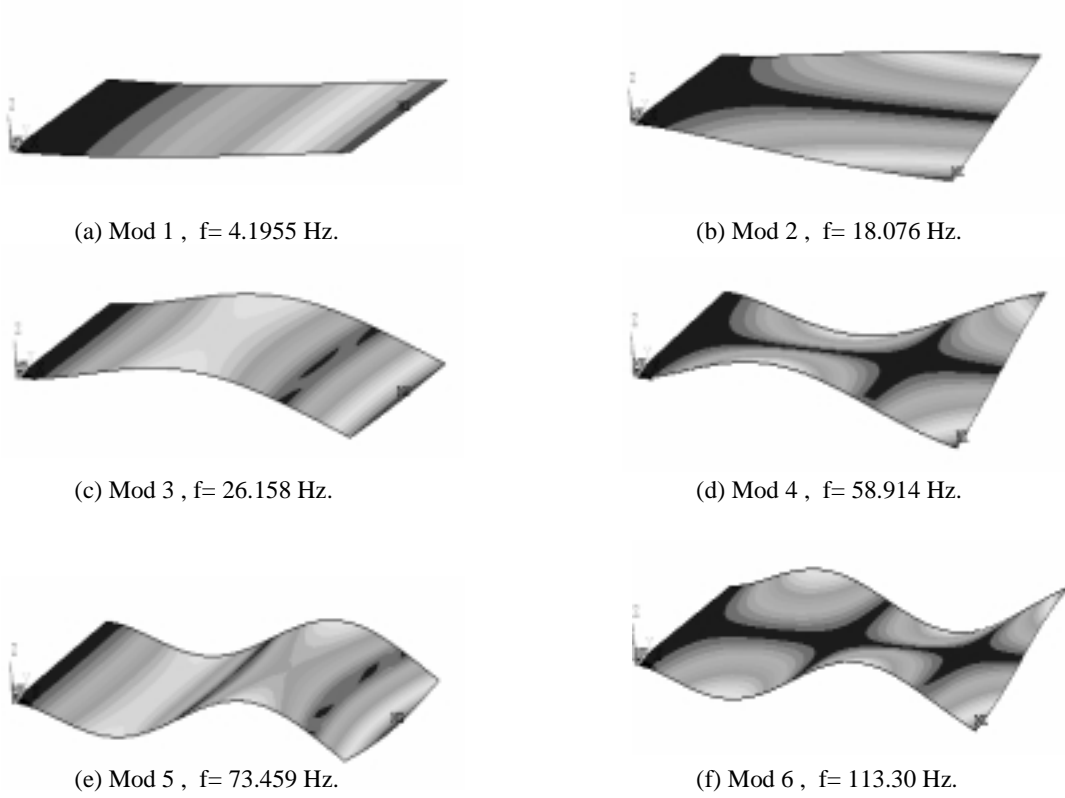 (a) Mod 1 , f= 4.1955 Hz.
(b) Mod 2 , f= 18.076 Hz.
(c) Mod 3 , f= 26.158 Hz.
(d) Mod 4 , f= 58.914 Hz.
(e) Mod 5 , f= 73.459 Hz.
(f) Mod 6 , f= 113.30 Hz.